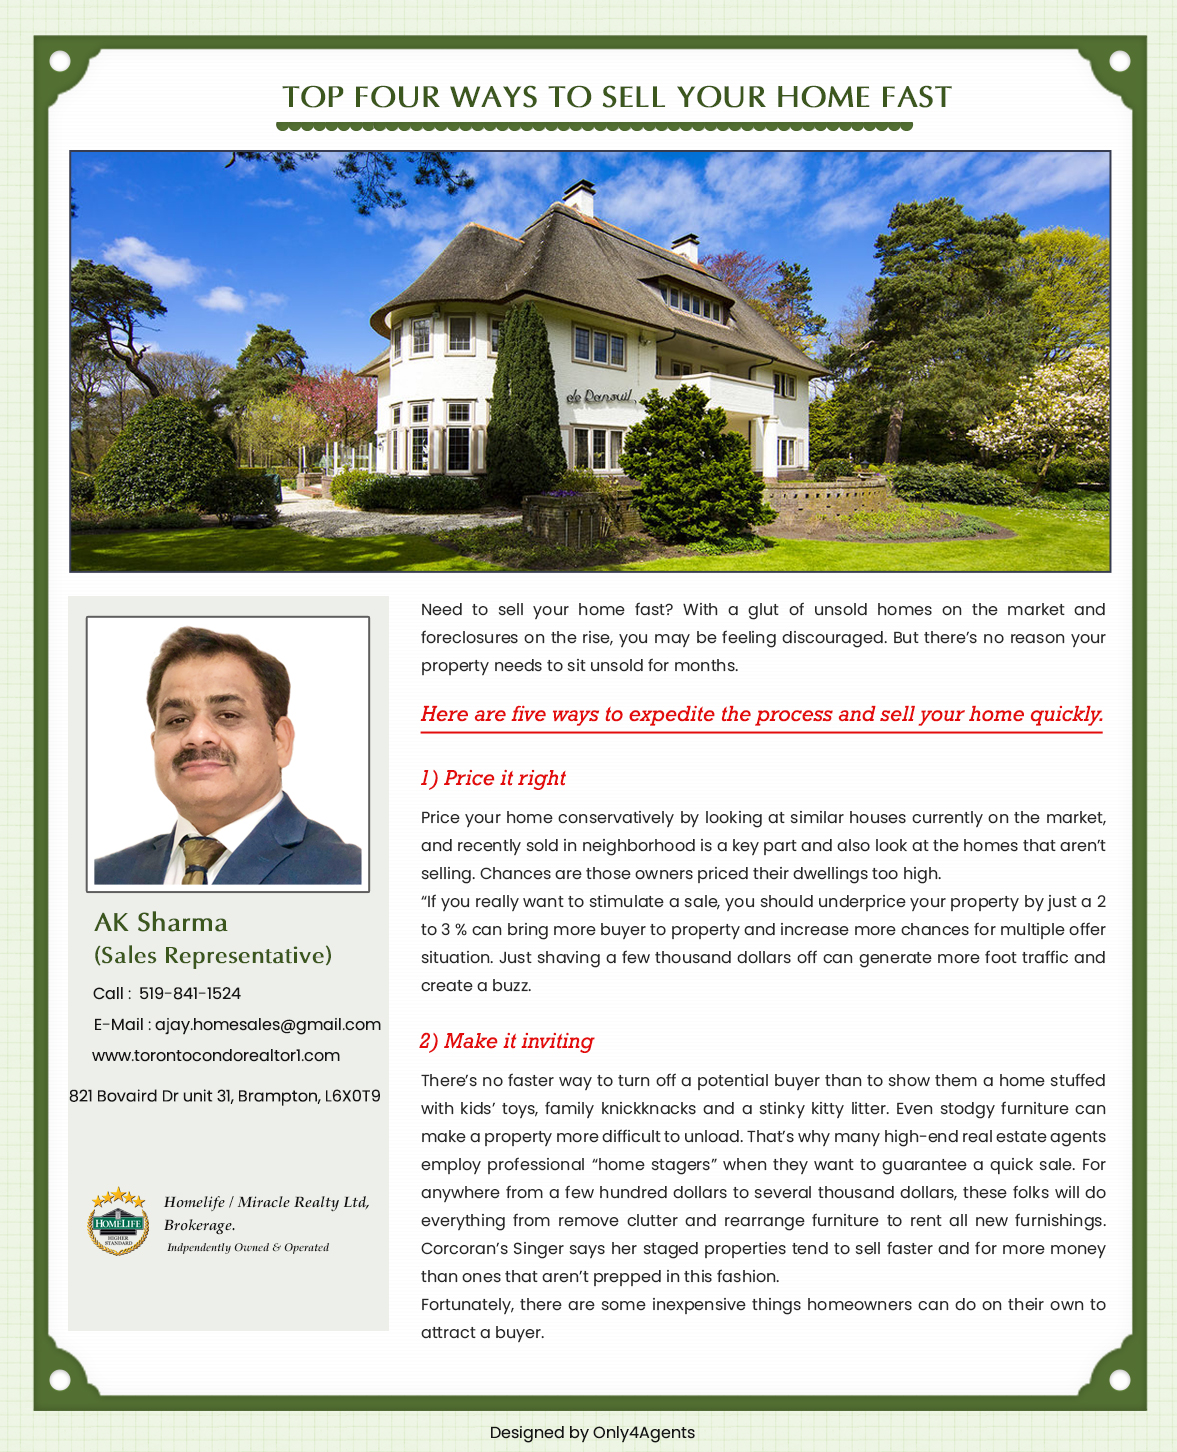 TOP FOUR WAYS TO SELL YOUR HOME FAST
Need to sell your home fast? With a glut of unsold homes on the market and
foreclosures on the rise, you may be feeling discouraged. But there's no reason your
property needs to sit unsold for months.
Here are five ways to expedite the process and sell your home quickly.
1) Price it right
Price your home conservatively by looking at similar houses currently on the market,
and recently sold in neighborhood is a key part and also look at the homes that aren't
selling. Chances are those owners priced their dwellings too high.
“If you really want to stimulate a sale, you should underprice your property by just a 2
to 3 % can bring more buyer to property and increase more chances for multiple offer
situation. Just shaving a few thousand dollars off can generate more foot traffic and
create a buzz.
2) Make it inviting
There's no faster way to turn off a potential buyer than to show them a home stuffed
with kids' toys, family knickknacks and a stinky kitty litter. Even stodgy furniture can
make a property more difficult to unload. That's why many high-end real estate agents
employ professional “home stagers” when they want to guarantee a quick sale. For
anywhere from a few hundred dollars to several thousand dollars, these folks will do
everything from remove clutter and rearrange furniture to rent all new furnishings.
Corcoran's Singer says her staged properties tend to sell faster and for more money
than ones that aren't prepped in this fashion.
Fortunately, there are some inexpensive things homeowners can do on their own to
attract a buyer.
AK Sharma
(Sales Representative)
Call : 519-841-1524
E-Mail : ajay.homesales@gmail.com
www.torontocondorealtor1.com
821 Bovaird Dr unit 31, Brampton, L6X0T9
HOMELIFE
HIGHER
STANDARD
Homelife / Miracle Realty Ltd,
Brokerage.
Indpendently Owned & Operated
Designed by Only4Agents